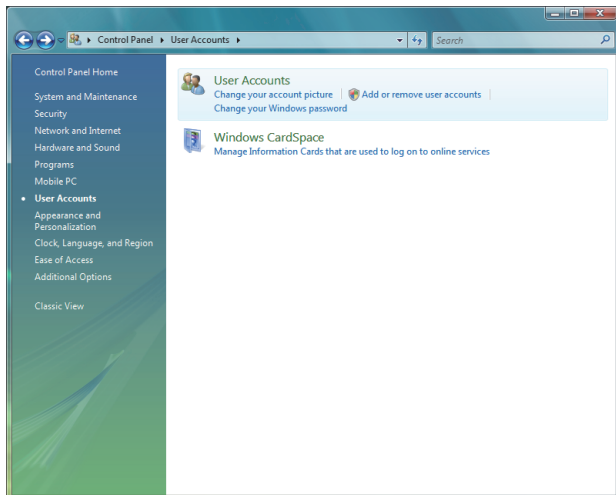 Control Panel User Accounts
Search
Control Panel Home
System and Maintenance
Security
Network and Internet
Hardware and Sound
Programs
Mobile PC
User Accounts
Appearance and
Personalization
Clock, Language, and Region
Ease of Access
Additional Options
Classic View
User Accounts
Change your account picture Add or remove user accounts
Change your Windows password
Windows CardSpace
Manage Information Cards that are used to log on to online services